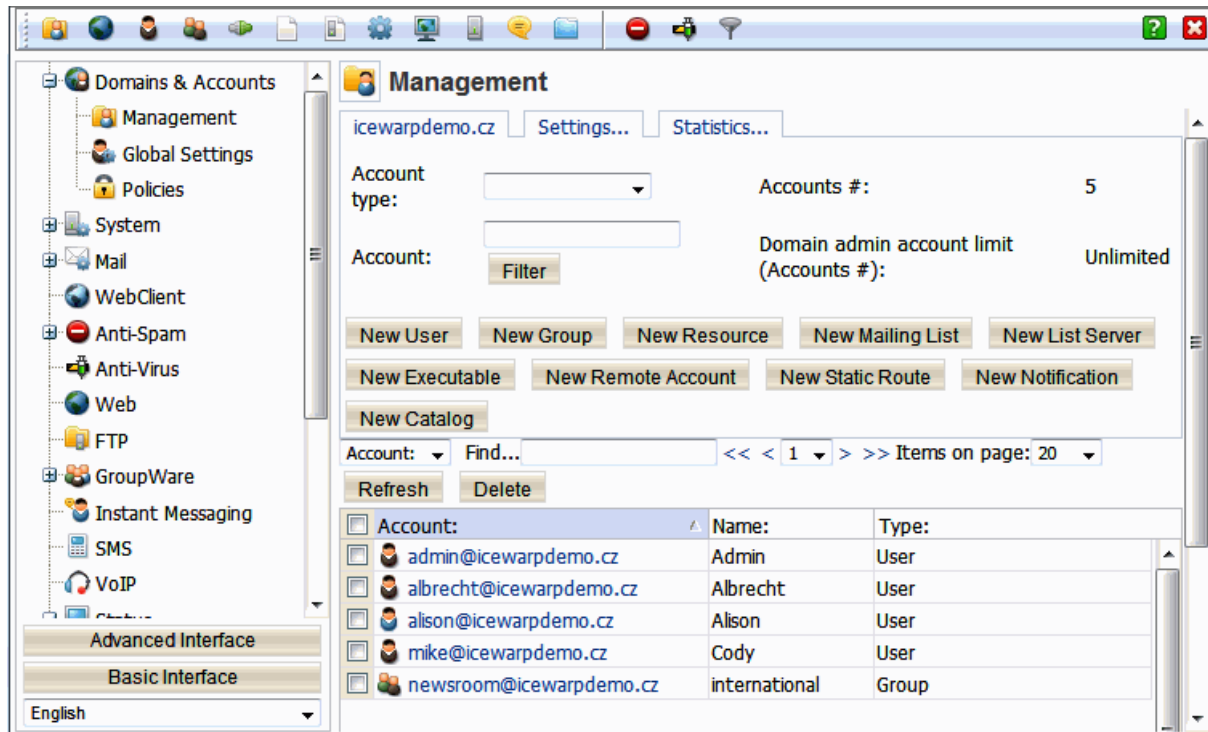 Domains & Accounts
Management
Global Settings
Policies
System
Mail
WebClient
Anti-Spam
Anti-Virus
Web
FTP
GroupWare
Instant Messaging
SMS
VoIP
Advanced Interface
Basic Interface
English
Management
icewarpdemo.cz Settings... Statistics...
Account type:
Accounts #: 5
Account:
Filter
Domain admin account limit
(Accounts #): Unlimited
New User New Group New Resource New Mailing List New List Server
New Executable New Remote Account New Static Route New Notification
New Catalog
Account: Find... << < 1 > >> Items on page: 20
Refresh Delete
Account: Name: Type:
admin@icewarpdemo.cz Admin User
albrecht@icewarpdemo.cz Albrecht User
alison@icewarpdemo.cz Alison User
mike@icewarpdemo.cz Cody User
newsroom@icewarpdemo.cz international Group